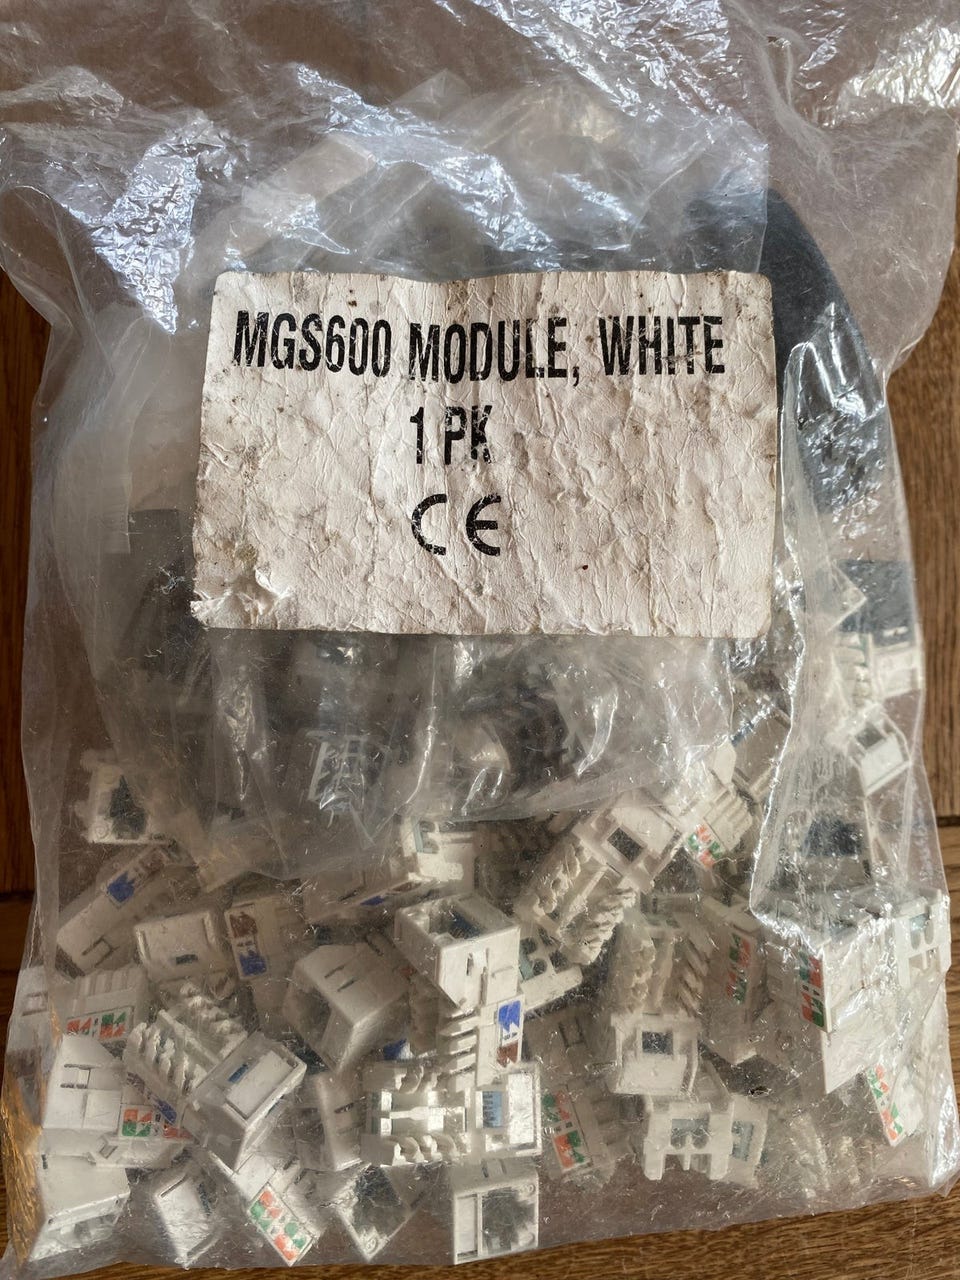 MGS600 MODULE, WHITE
1 PK
CE